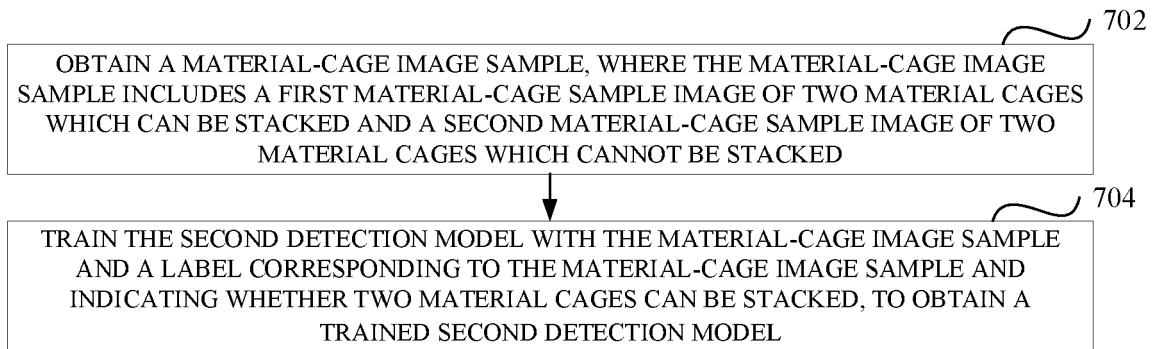 702
OBTAIN A MATERIAL-CAGE IMAGE SAMPLE, WHERE THE MATERIAL-CAGE IMAGE
SAMPLE INCLUDES A FIRST MATERIAL-CAGE SAMPLE IMAGE OF TWO MATERIAL CAGES
WHICH CAN BE STACKED AND A SECOND MATERIAL-CAGE SAMPLE IMAGE OF TWO
MATERIAL CAGES WHICH CANNOT BE STACKED
704
TRAIN THE SECOND DETECTION MODEL WITH THE MATERIAL-CAGE IMAGE SAMPLE
AND A LABEL CORRESPONDING TO THE MATERIAL-CAGE IMAGE SAMPLE AND
INDICATING WHETHER TWO MATERIAL CAGES CAN BE STACKED, TO OBTAIN A
TRAINED SECOND DETECTION MODEL